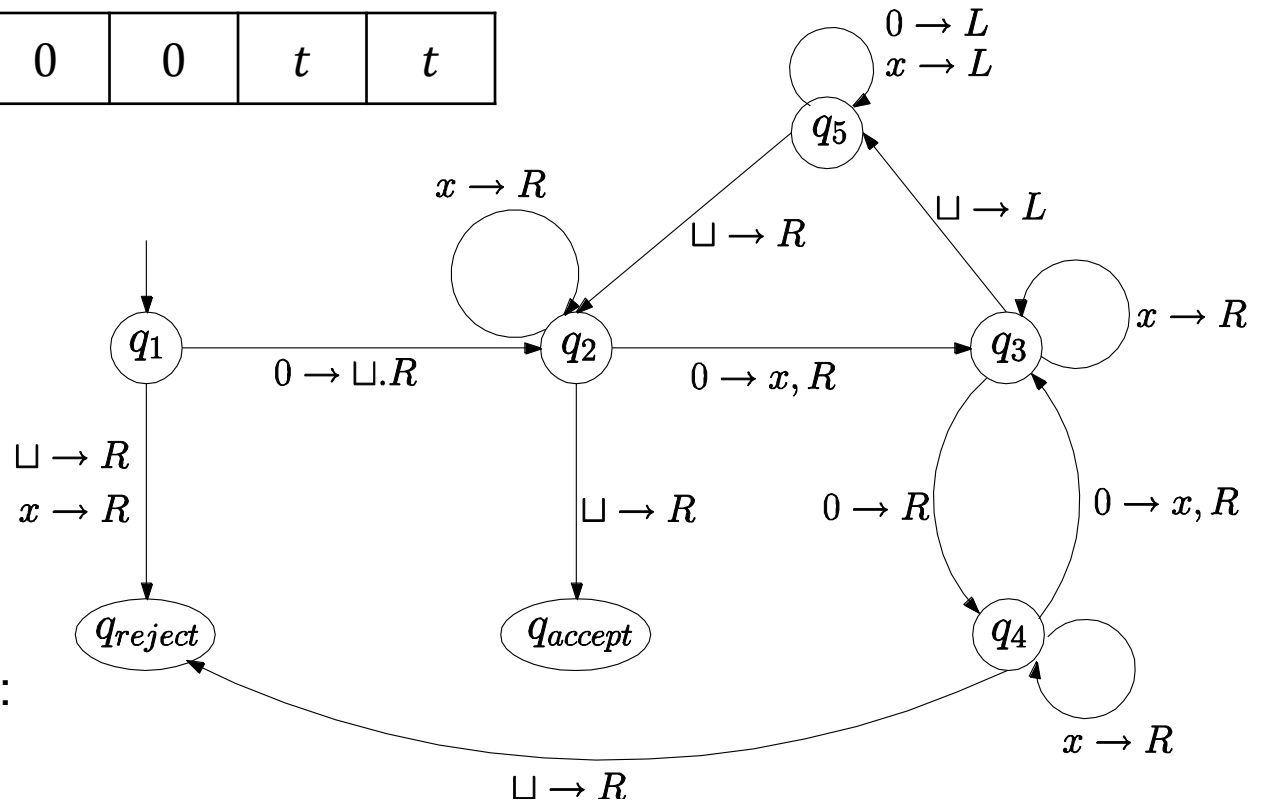 0 0 t t
0 → L
x → L
q5
x → R
⊔ → R
⊔ → L
q1
q2
q3
x → R
0 → ⊔.R
0 → x, R
⊔ → R
x → R
⊔ → R
0 → R
0 → x, R
qreject
qaccept
q4
:
x → R
⊔ → R